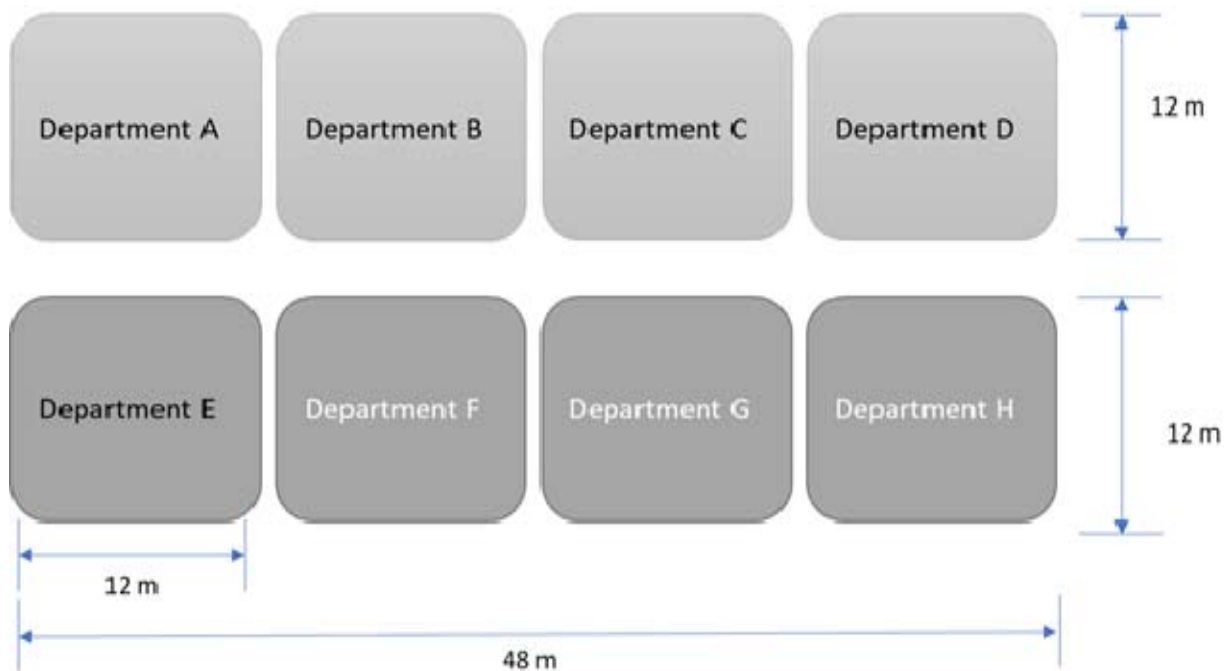 Department A
Department B
Department C
Department D
12 m
Department E
Department F
Department G
Department H
12 m
12 m
48 m